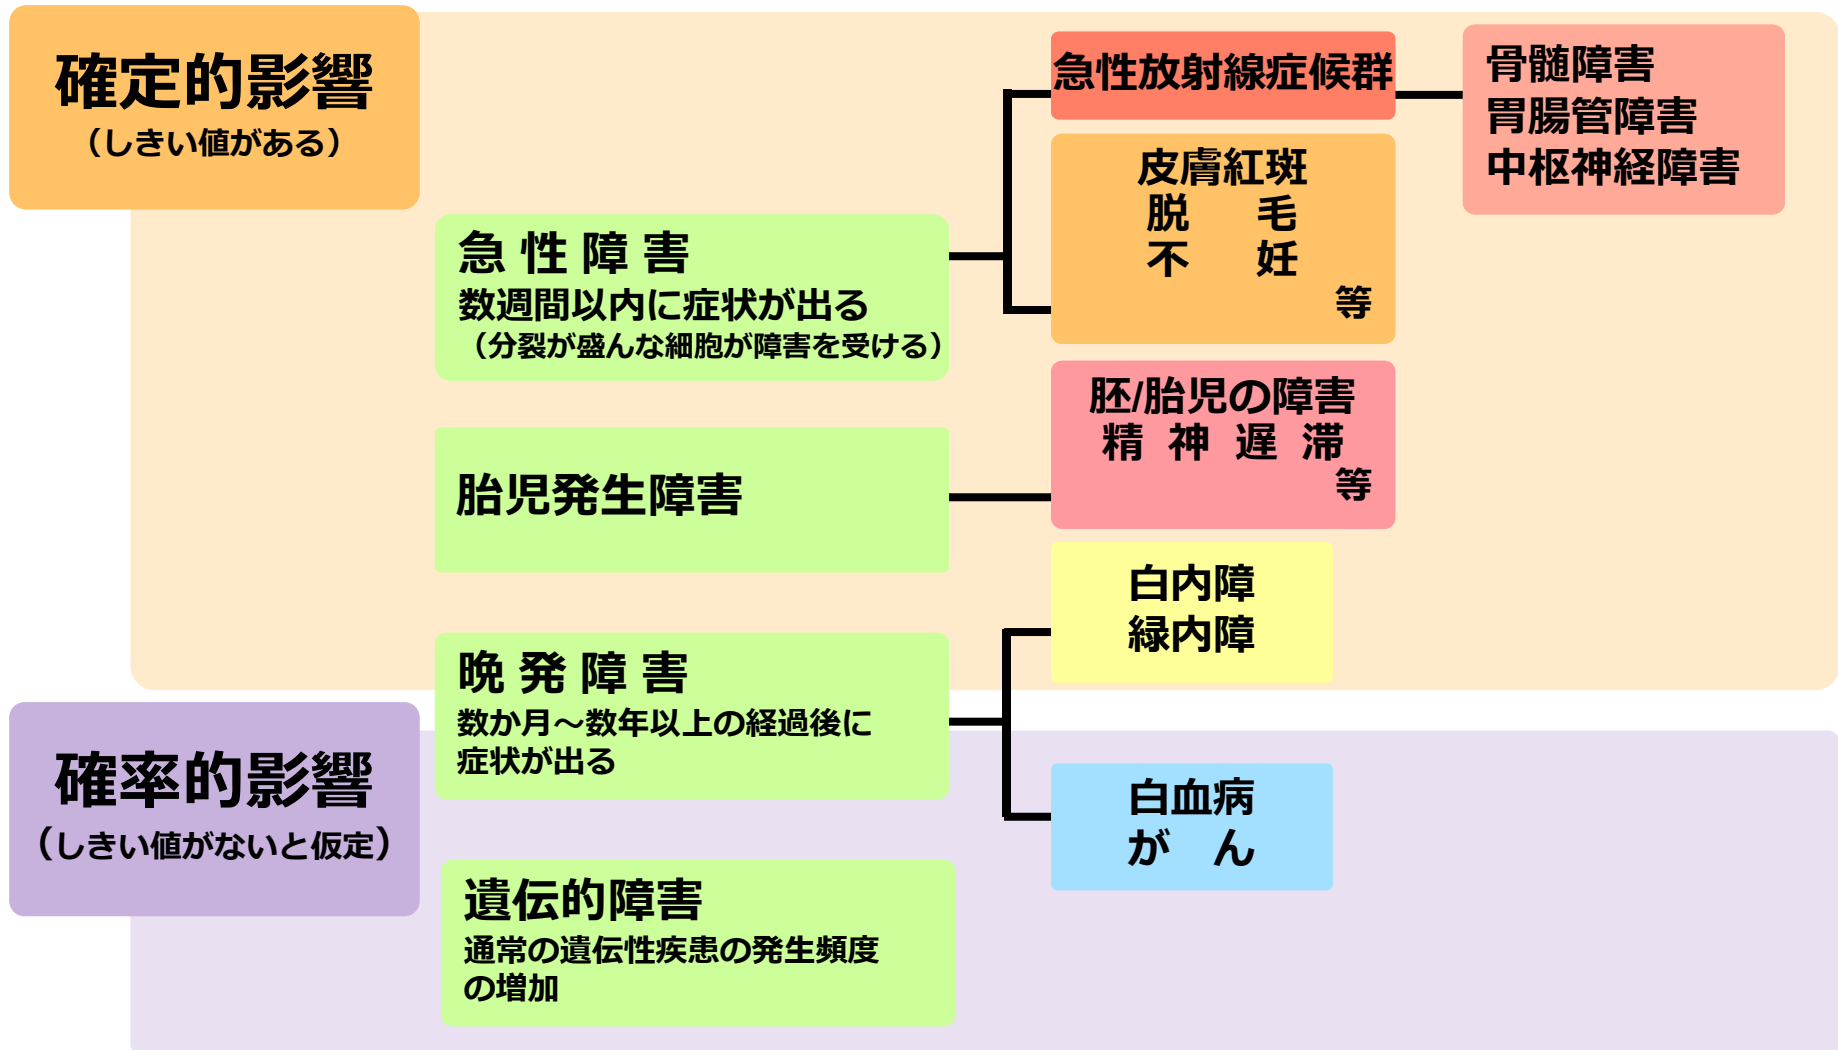 確定的影響
（しきい値がある）
急性障害
数週間以内に症状が出る
（分裂が盛んな細胞が障害を受ける）
急性放射線症候群
骨髄障害
胃腸管障害
中枢神経障害
皮膚紅斑
脱　毛
不　妊
等
胎児発生障害
胚/胎児の障害
精神遅滞
等
晩発障害
数か月～数年以上の経過後に
症状が出る
白内障
緑内障
白血病
が　ん
確率的影響
（しきい値がないと仮定）
遺伝的障害
通常の遺伝性疾患の発生頻度
の増加